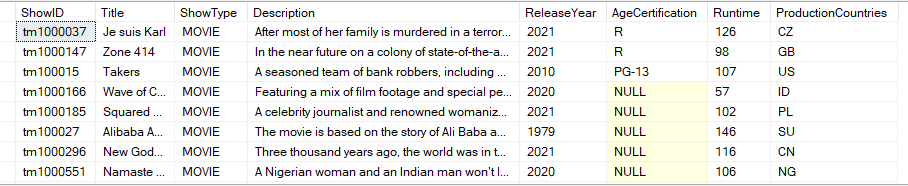 ShowID Title ShowType Description ReleaseYear AgeCertification Runtime ProductionCountries
tm1000037 Je suis Karl MOVIE After most of her family is murdered in a terror... 2021 R 126 CZ
tm1000147 Zone 414 MOVIE In the near future on a colony of state-of-the-a... 2021 R 98 GB
tm100015 Takers MOVIE A seasoned team of bank robbers, including ... 2010 PG-13 107 US
tm1000166 Wave of C... MOVIE Featuring a mix of film footage and special pe... 2020 NULL 57 ID
tm1000185 Squared ... MOVIE A celebrity journalist and renowned womaniz... 2021 NULL 102 PL
tm100027 Alibaba A... MOVIE The movie is based on the story of Ali Baba a... 1979 NULL 146 SU
tm1000296 New God... MOVIE Three thousand years ago, the world was in t... 2021 NULL 116 CN
tm1000551 Namaste ... MOVIE A Nigerian woman and an Indian man won't l... 2020 NULL 106 NG